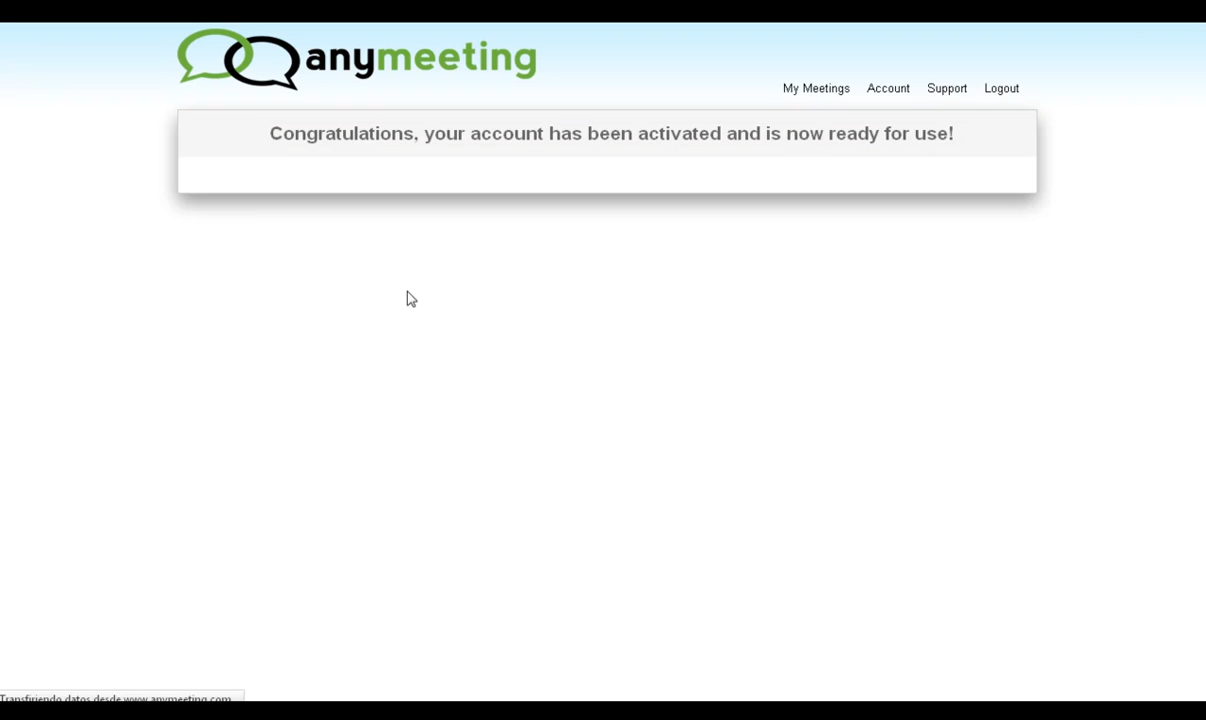 anymeeting
My Meetings Account Support Logout
Congratulations, your account has been activated and is now ready for use!
Transfiriendo datos desde www.anymeeting.com